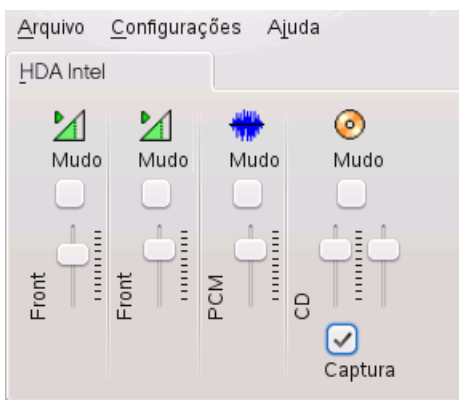 Arquivo Configurações Ajuda
HDA Intel
Mudo Mudo Mudo Mudo
Front Front PCM CD
Captura